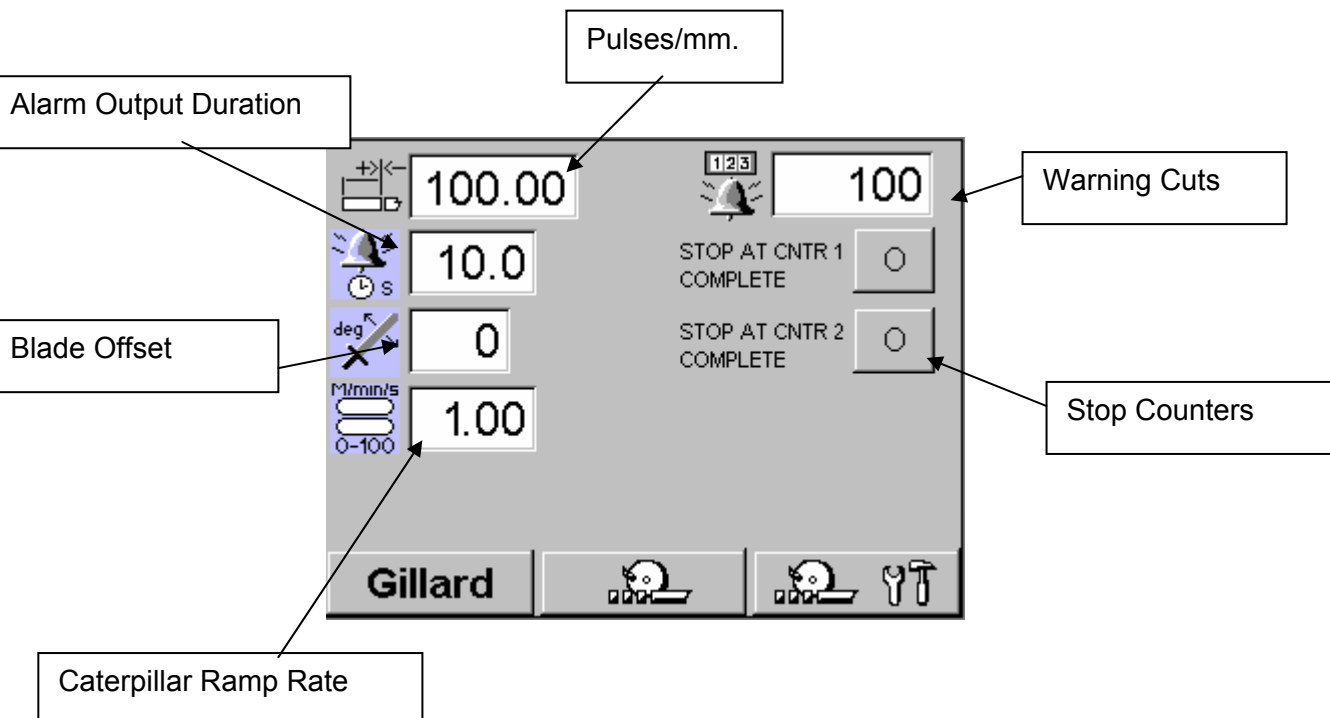 Pulses/mm.
Alarm Output Duration
+
100.00
123
100
Warning Cuts
s
10.0
STOP AT CNTR 1
COMPLETE
O
Blade Offset
deg
0
STOP AT CNTR 2
COMPLETE
O
Stop Counters
M/min/s
0-100
1.00
Gillard
Caterpillar Ramp Rate